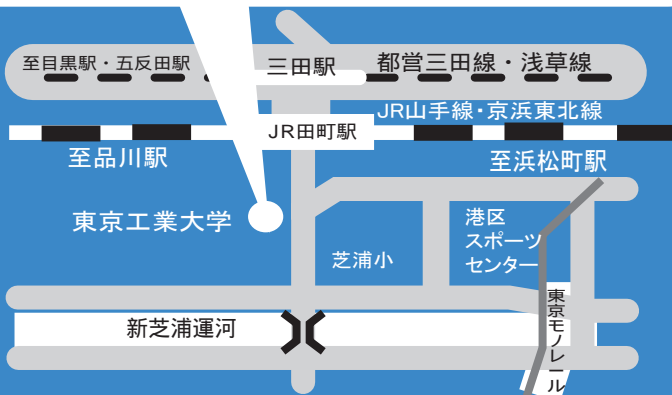 至目黒駅・五反田駅
三田駅
都営三田線・浅草線
JR山手線・京浜東北線
JR田町駅
至品川駅
至浜松町駅
東京工業大学
港区
スポーツ
センター
芝浦小
東京モノレール
新芝浦運河